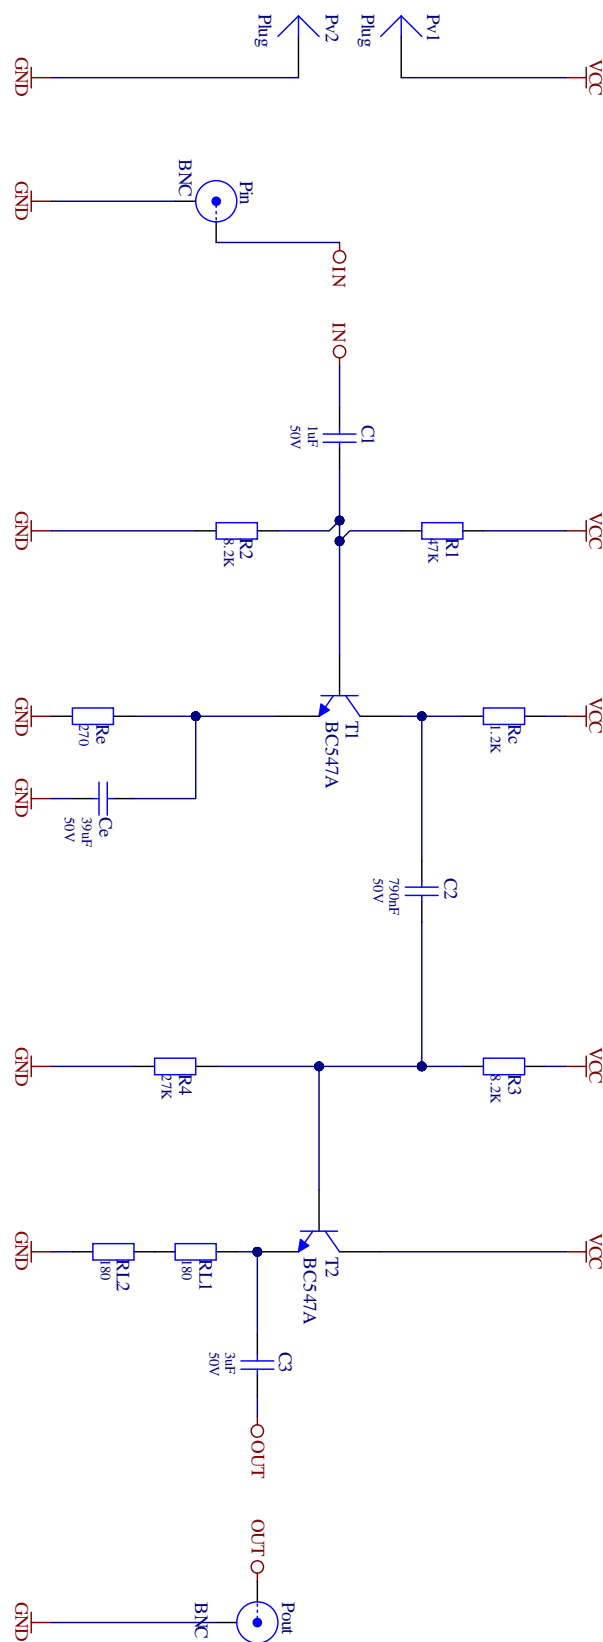 Pv1
Plug
Pv2
Plug
VCC
GND
Pin
BNC
GND
IN
IN
C1
1uF
50V
VCC
R1
47K
R2
8.2K
GND
VCC
Rc
1.2K
T1
BC547A
Re
270
GND
Ce
39uF
50V
GND
C2
790nF
50V
VCC
R3
8.2K
R4
27K
GND
VCC
T2
BC547A
RL1
180
RL2
180
GND
C3
3uF
50V
OUT
OUT
Pout
BNC
GND